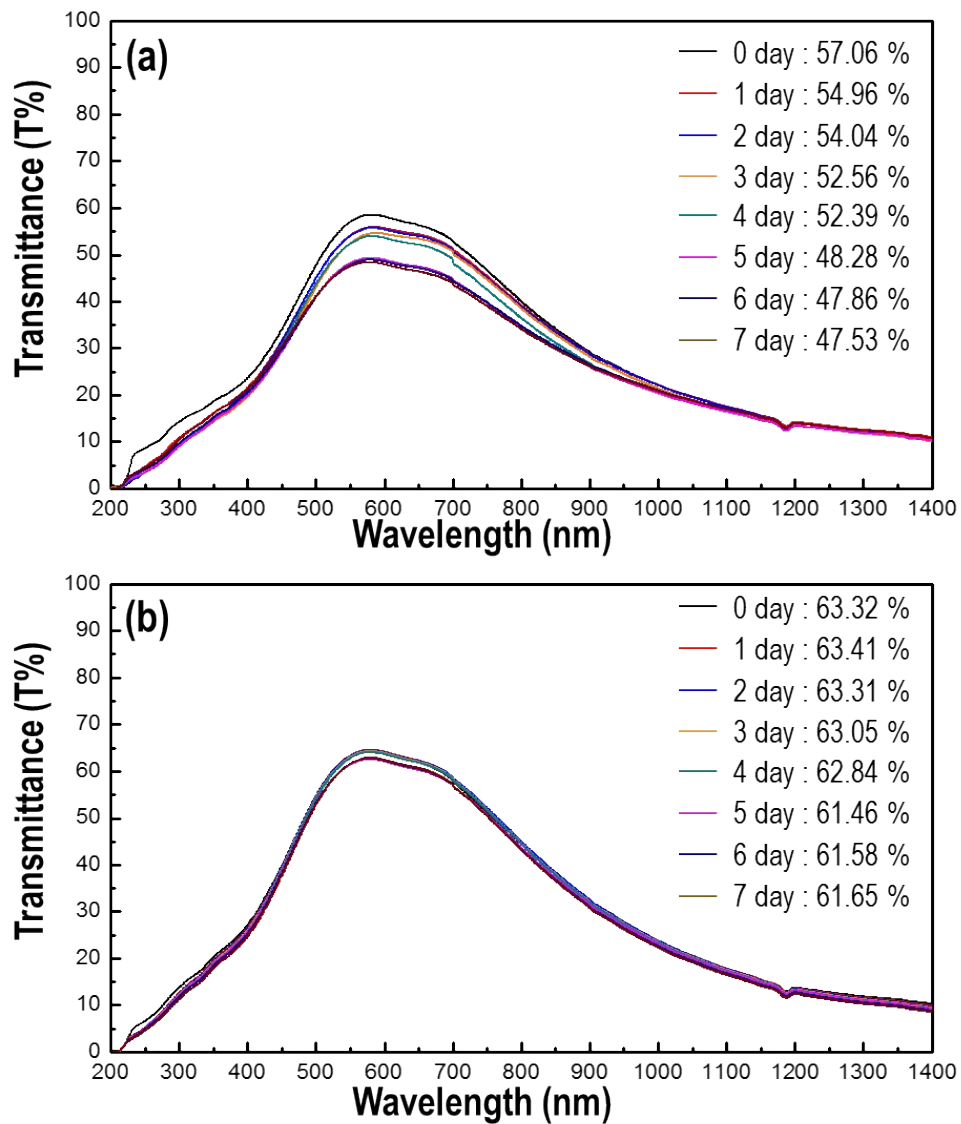 (a)
0 day : 57.06 %
1 day : 54.96 %
2 day : 54.04 %
3 day : 52.56 %
4 day : 52.39 %
5 day : 48.28 %
6 day : 47.86 %
7 day : 47.53 %
Transmittance (T%)
100
90
80
70
60
50
40
30
20
10
0
200 300 400 500 600 700 800 900 1000 1100 1200 1300 1400
Wavelength (nm)
(b)
0 day : 63.32 %
1 day : 63.41 %
2 day : 63.31 %
3 day : 63.05 %
4 day : 62.84 %
5 day : 61.46 %
6 day : 61.58 %
7 day : 61.65 %
Transmittance (T%)
100
90
80
70
60
50
40
30
20
10
0
200 300 400 500 600 700 800 900 1000 1100 1200 1300 1400
Wavelength (nm)